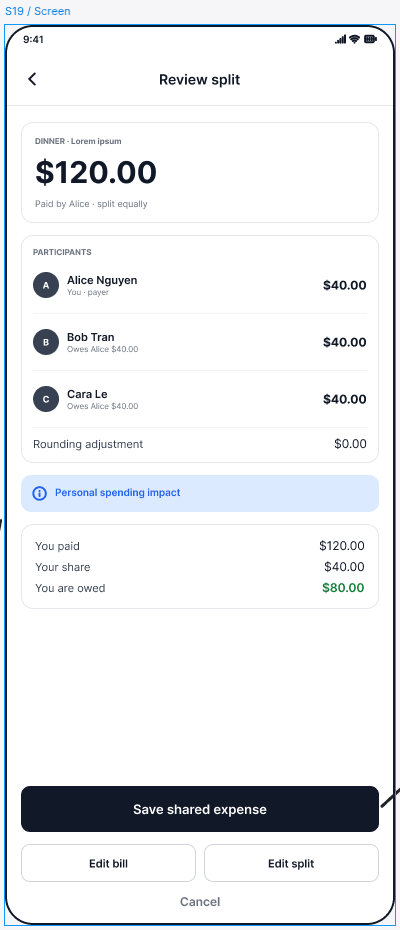 S19 / Screen
9:41
Review split
DINNER · Lorem ipsum
$120.00
Paid by Alice · split equally
PARTICIPANTS
A
Alice Nguyen
You · payer
$40.00
B
Bob Tran
Owes Alice $40.00
$40.00
C
Cara Le
Owes Alice $40.00
$40.00
Rounding adjustment $0.00
Personal spending impact
You paid $120.00
Your share $40.00
You are owed $80.00
Save shared expense
Edit bill Edit split
Cancel